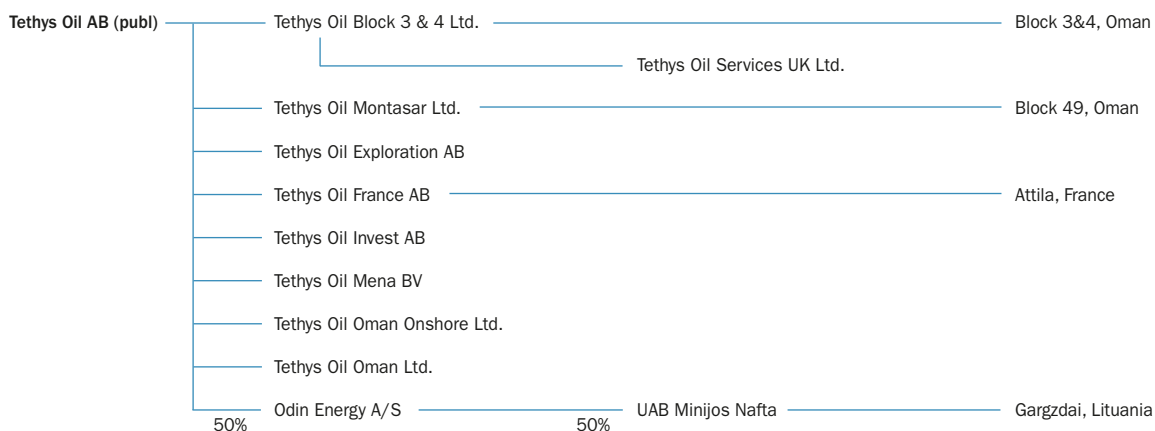 Tethys Oil AB (publ) Tethys Oil Block 3 & 4 Ltd. Block 3&4, Oman
Tethys Oil Services UK Ltd.
Tethys Oil Montasar Ltd. Block 49, Oman
Tethys Oil Exploration AB
Tethys Oil France AB Attila, France
Tethys Oil Invest AB
Tethys Oil Mena BV
Tethys Oil Oman Onshore Ltd.
Tethys Oil Oman Ltd.
Odin Energy A/S UAB Minijos Nafta Gargzdai, Lituania
50% 50%